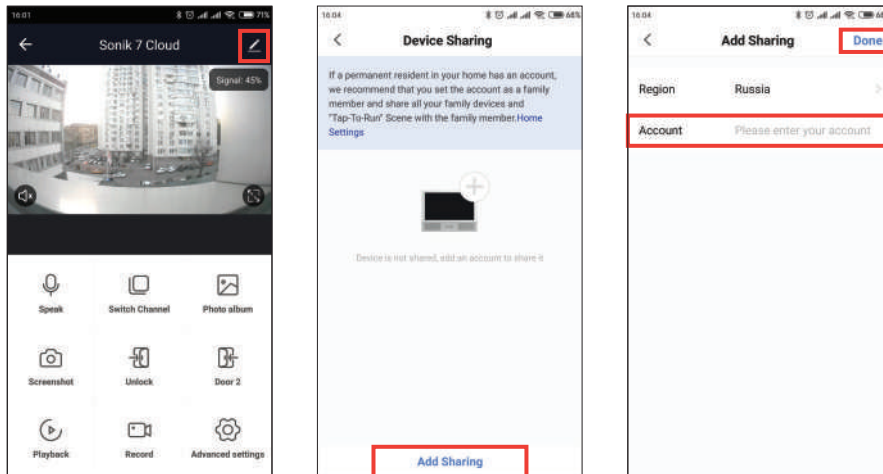 16:01
71%
Sonik 7 Cloud
Signal: 45%
Speak
Switch Channel
Photo album
Screenshot
Unlock
Door 2
Playback
Record
Advanced settings
16:04
68%
Device Sharing
If a permanent resident in your home has an account,
we recommend that you set the account as a family
member and share all your family devices and
"Tap-To-Run" Scene with the family member.Home
Settings
Device is not shared, add an account to share it
Add Sharing
16:04
Add Sharing
Done
Region
Russia
Account
Please enter your account